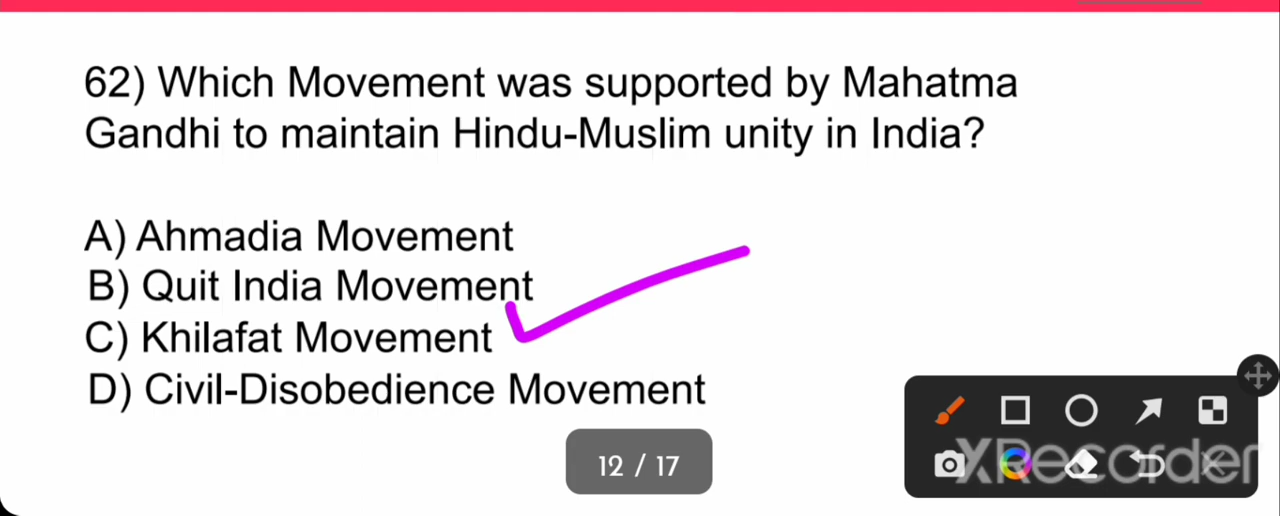 62) Which Movement was supported by Mahatma
Gandhi to maintain Hindu-Muslim unity in India?
A) Ahmadia Movement
B) Quit India Movement
C) Khilafat Movement
D) Civil-Disobedience Movement
12 / 17
XRecorder